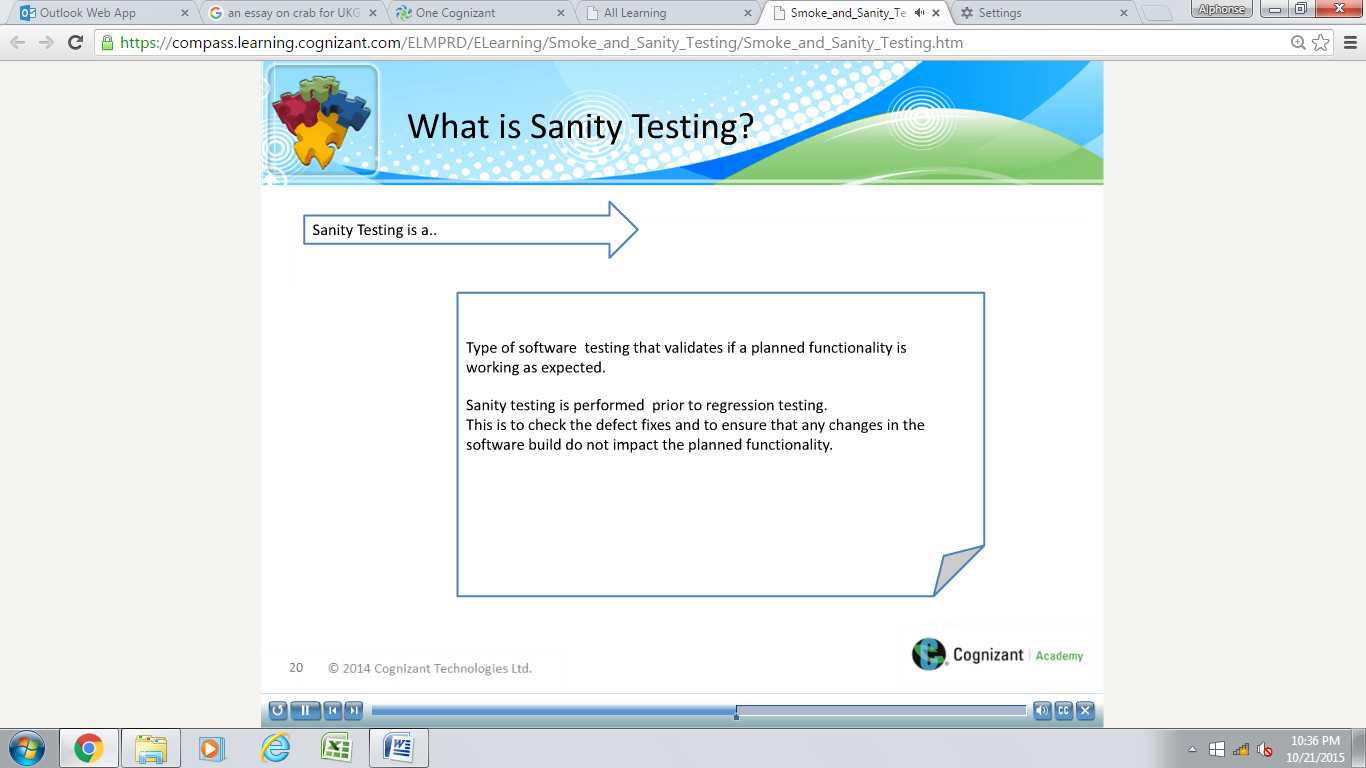 Outlook Web App
an essay on crab for UKG
One Cognizant
All Learning
Smoke_and_Sanity_Te
Settings
Alphonse
https://compass.learning.cognizant.com/ELMPRD/ELearning/Smoke_and_Sanity_Testing/Smoke_and_Sanity_Testing.htm
What is Sanity Testing?
Sanity Testing is a..
Type of software  testing that validates if a planned functionality is
working as expected.
Sanity testing is performed  prior to regression testing.
This is to check the defect fixes and to ensure that any changes in the
software build do not impact the planned functionality.
20
© 2014 Cognizant Technologies Ltd.
Cognizant | Academy
CC
10:36 PM
10/21/2015